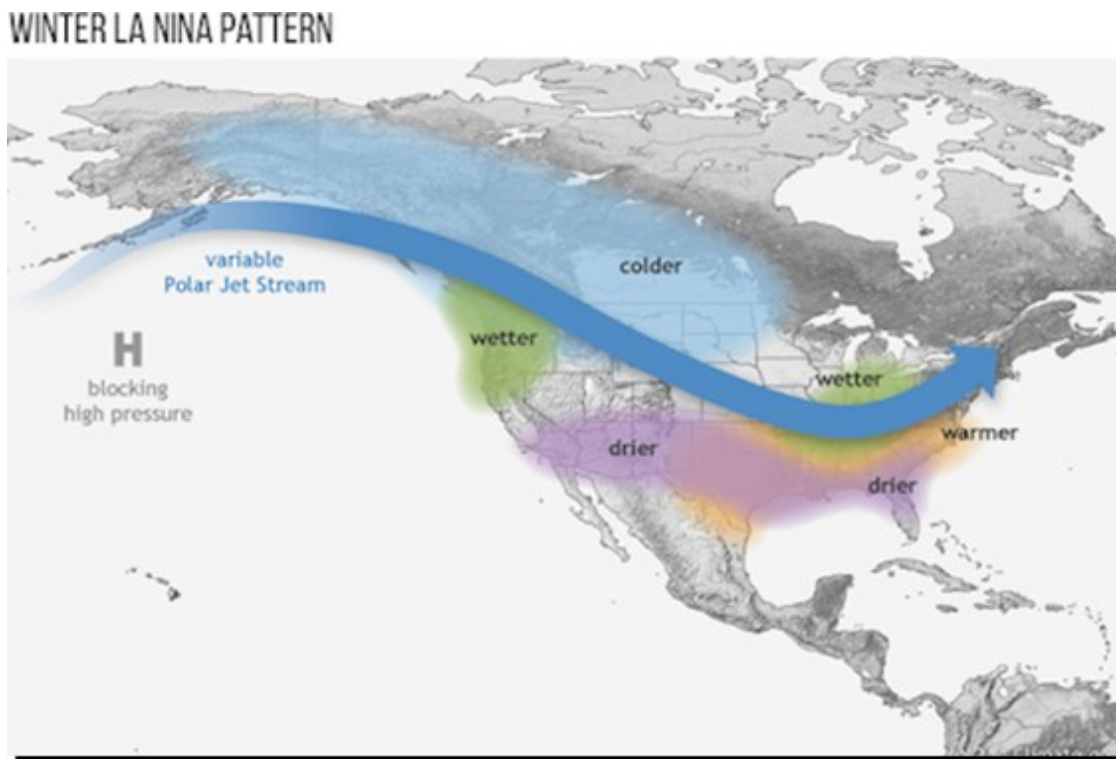 WINTER LA NINA PATTERN
variable
Polar Jet Stream
colder
H
blocking
high pressure
wetter
wetter
warmer
drier
drier